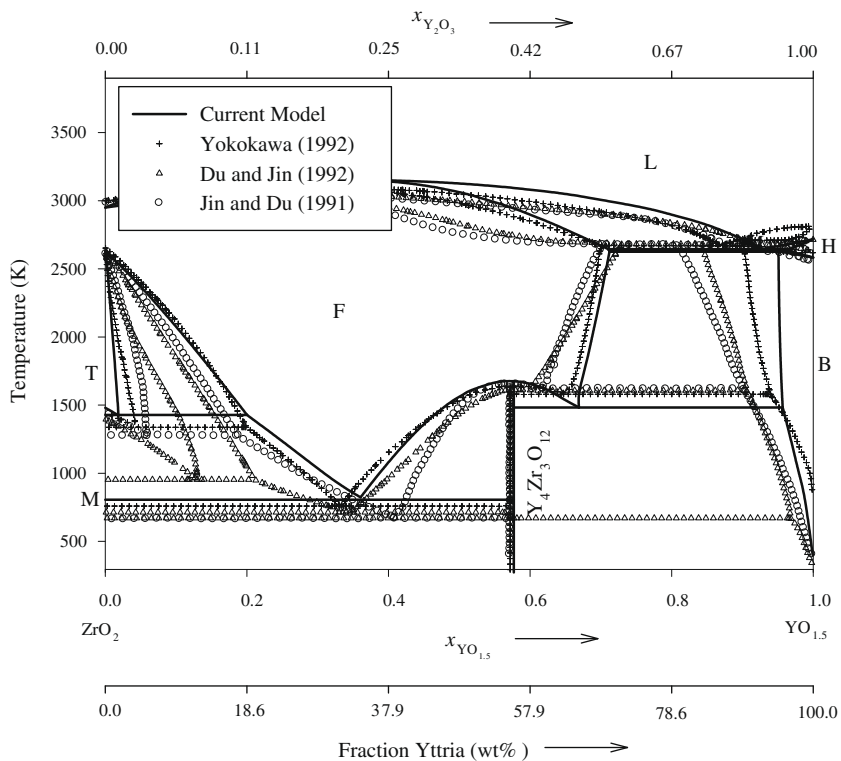 x Y2O3
0.00 0.11 0.25 0.42 0.67 1.00
Current Model
Yokokawa (1992)
Du and Jin (1992)
Jin and Du (1991)
Temperature (K)
3500
3000
2500
2000
1500
1000
500
L
H
F
T
B
M
Y4Zr3O12
0.0 0.2 0.4 0.6 0.8 1.0
ZrO2 YO1.5
x YO1.5
0.0 18.6 37.9 57.9 78.6 100.0
Fraction Yttria (wt% )